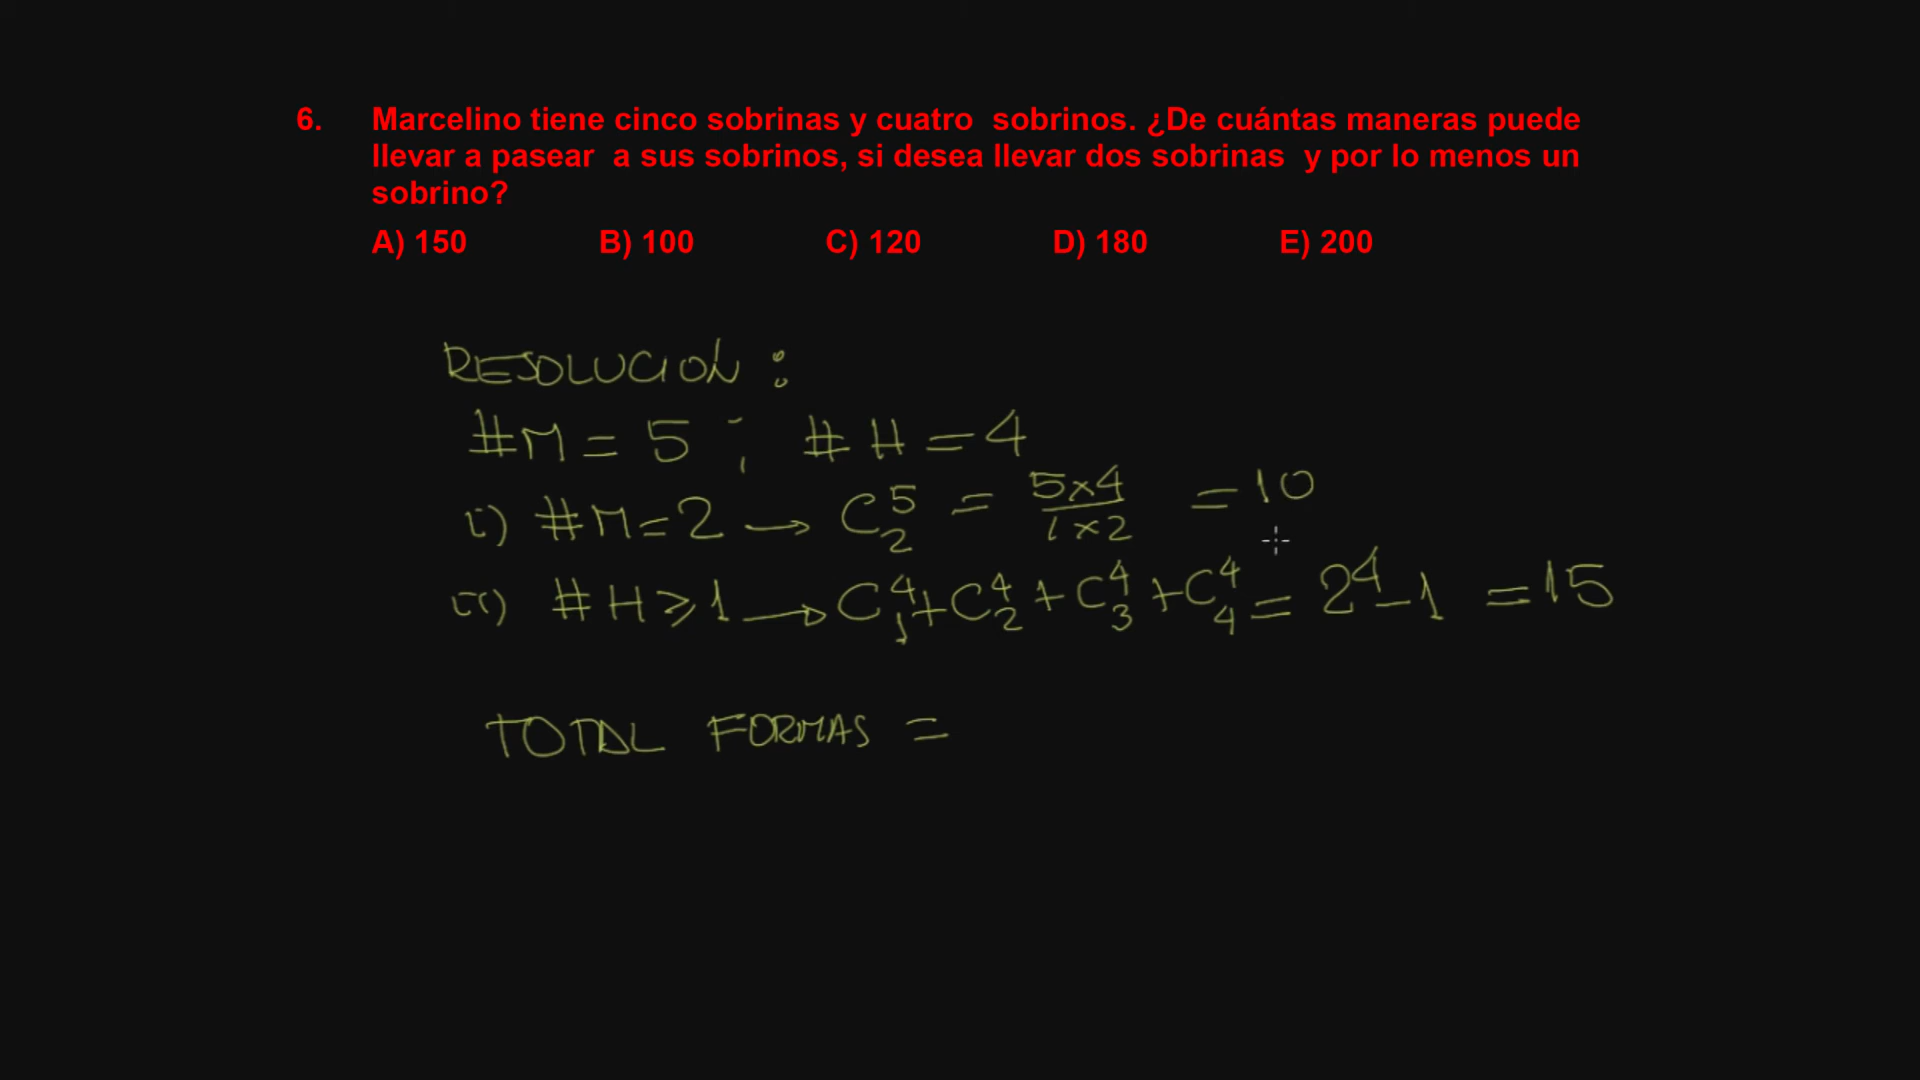 6. Marcelino tiene cinco sobrinas y cuatro sobrinos. ¿De cuántas maneras puede
llevar a pasear a sus sobrinos, si desea llevar dos sobrinas y por lo menos un
sobrino?
A) 150 B) 100 C) 120 D) 180 E) 200
RESOLUCION :
#M = 5 ; # H = 4
i) #M = 2 → C⁵₂ = (5×4)/(1×2) = 10
ii) # H ⩾ 1 → C⁴₁ + C⁴₂ + C⁴₃ + C⁴₄ = 2⁴ - 1 = 15
TOTAL FORMAS =